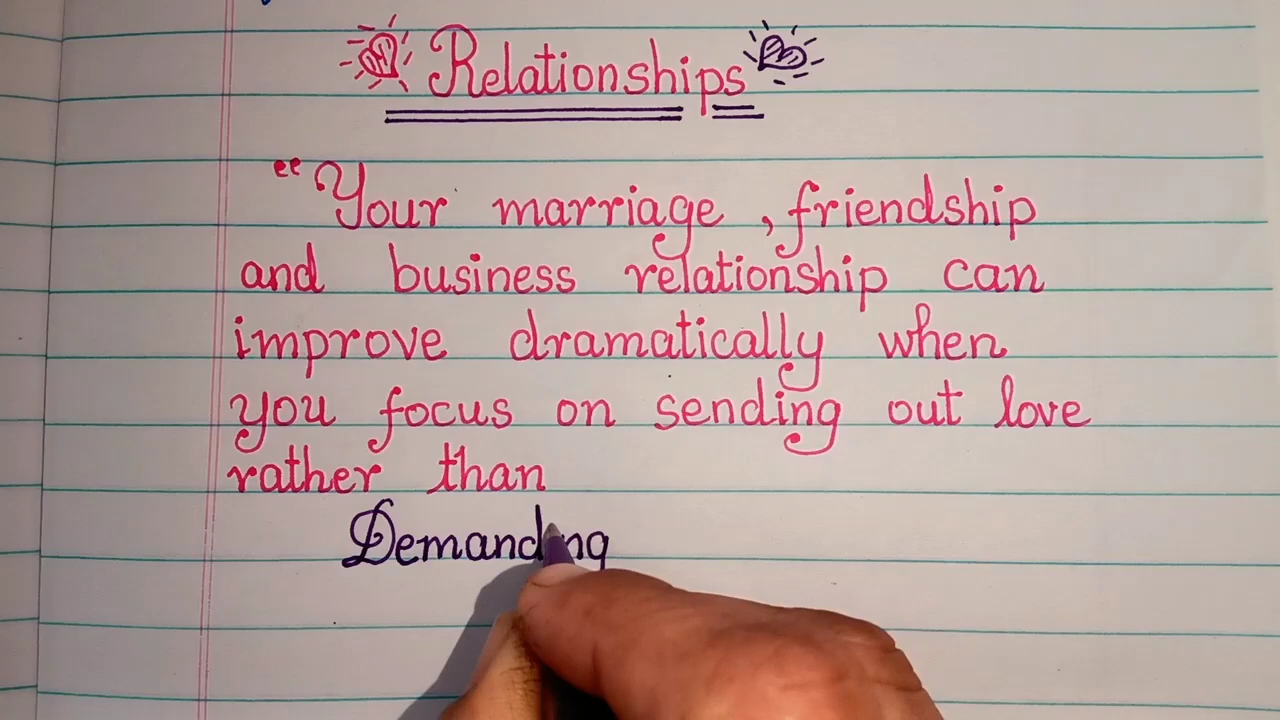 Relationships
"Your marriage , friendship
and business relationship can
improve dramatically when
you focus on sending out love
rather than
Demanding